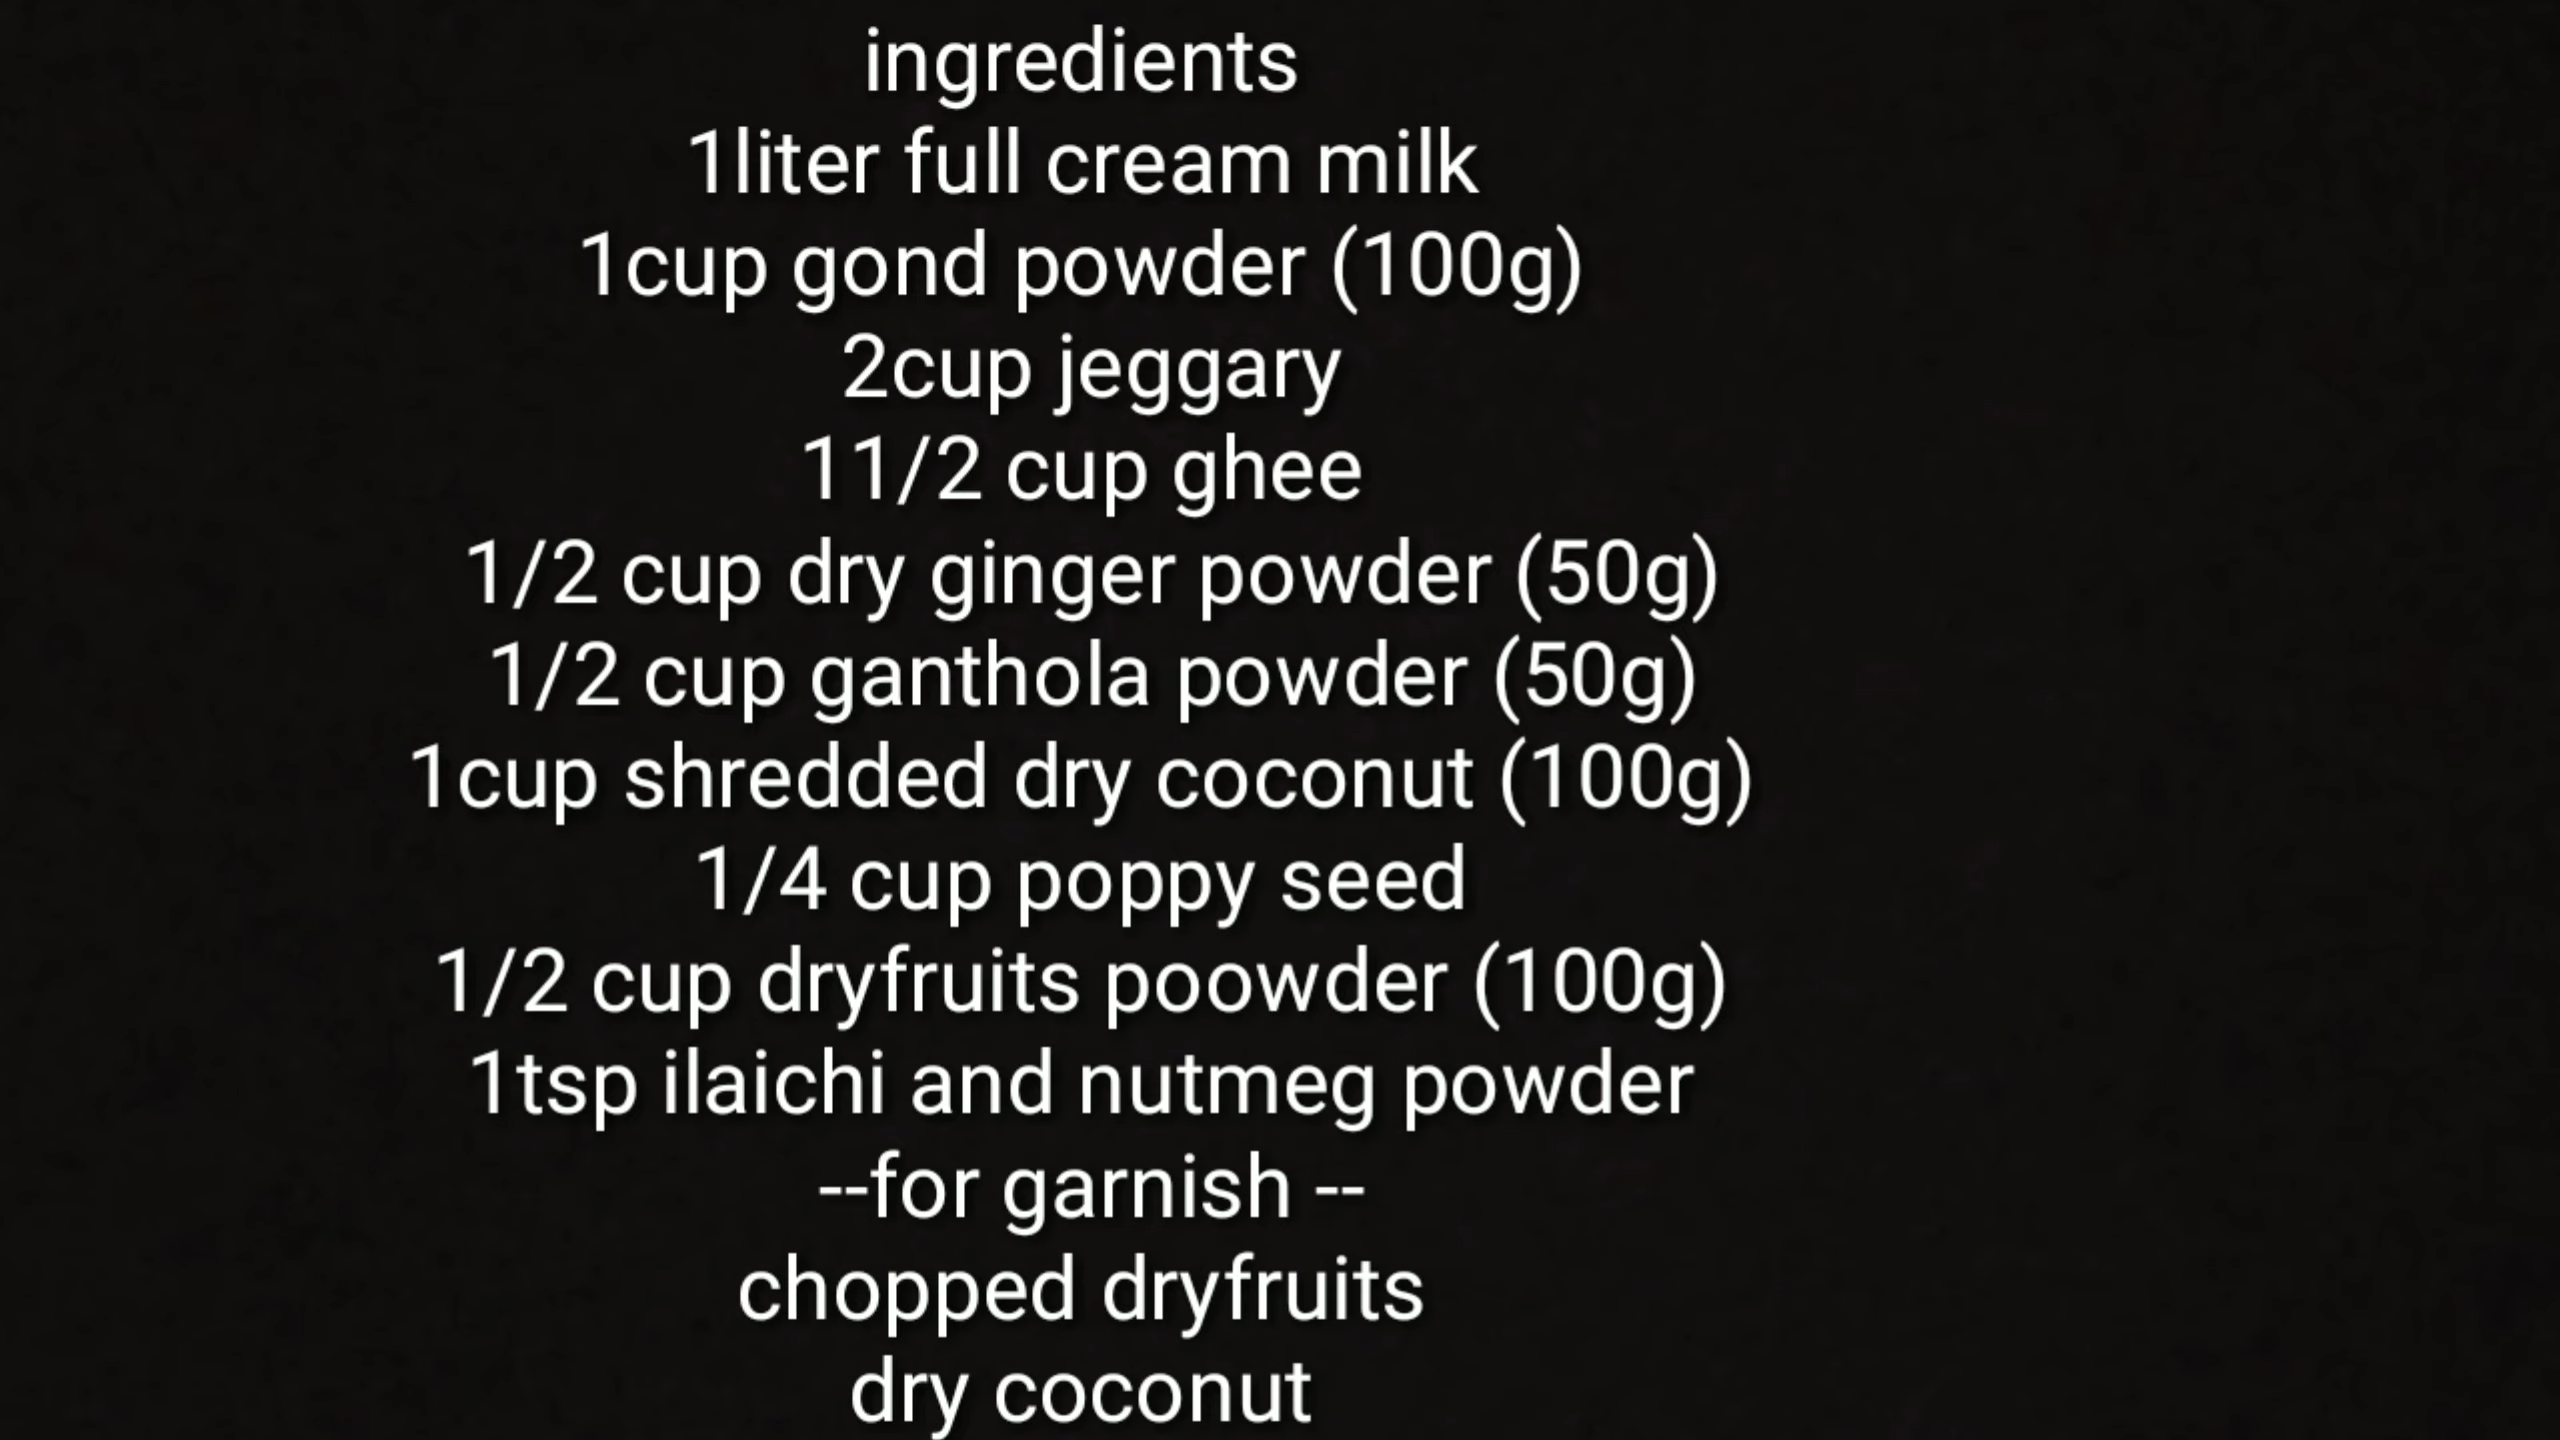 ingredients
1liter full cream milk
1cup gond powder (100g)
2cup jeggary
11/2 cup ghee
1/2 cup dry ginger powder (50g)
1/2 cup ganthola powder (50g)
1cup shredded dry coconut (100g)
1/4 cup poppy seed
1/2 cup dryfruits poowder (100g)
1tsp ilaichi and nutmeg powder
--for garnish --
chopped dryfruits
dry coconut